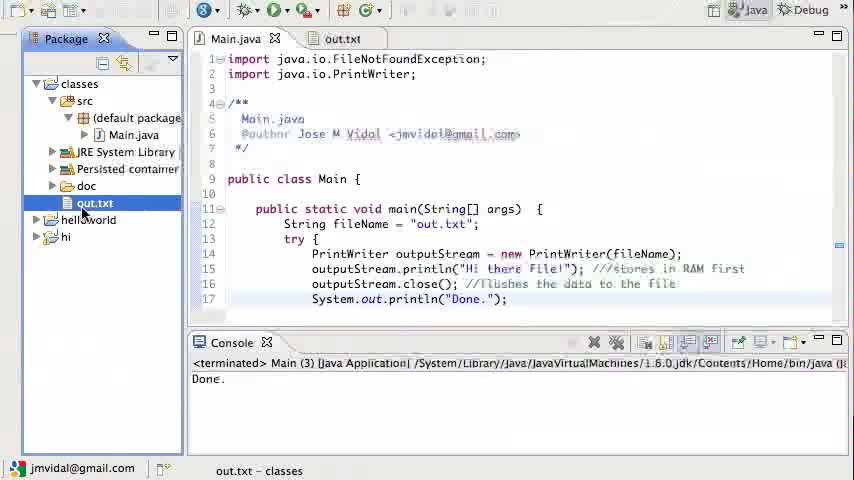 Java
Debug
Package
Main.java
out.txt
classes
src
(default package
Main.java
JRE System Library
Persisted container
doc
out.txt
helloworld
hi
1 import java.io.FileNotFoundException;
2 import java.io.PrintWriter;
3
4 /**
5 Main.java
6 @author Jose M Vidal <jmvidal@gmail.com>
7 */
8
9 public class Main {
10
11 public static void main(String[] args) {
12 String fileName = "out.txt";
13 try {
14 PrintWriter outputStream = new PrintWriter(fileName);
15 outputStream.println("Hi there File!"); ///stores in RAM first
16 outputStream.close(); //flushes the data to the file
17 System.out.println("Done.");
Console
<terminated> Main (3) [Java Application] /System/Library/Java/JavaVirtualMachines/1.6.0.jdk/Contents/Home/bin/java (J
Done.
jmvidal@gmail.com
out.txt – classes